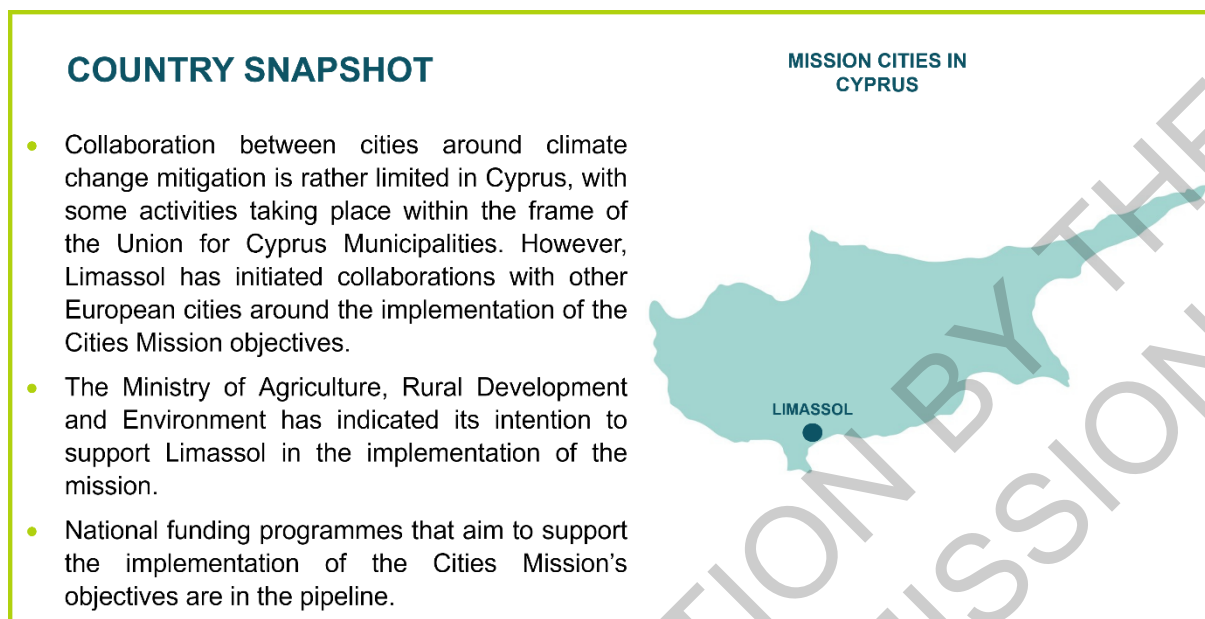 COUNTRY SNAPSHOT
Collaboration between cities around climate
change mitigation is rather limited in Cyprus, with
some activities taking place within the frame of
the Union for Cyprus Municipalities. However,
Limassol has initiated collaborations with other
European cities around the implementation of the
Cities Mission objectives.
The Ministry of Agriculture, Rural Development
and Environment has indicated its intention to
support Limassol in the implementation of the
mission.
National funding programmes that aim to support
the implementation of the Cities Mission's
objectives are in the pipeline.
MISSION CITIES IN
CYPRUS
LIMASSOL
TION BY THE
MISSION